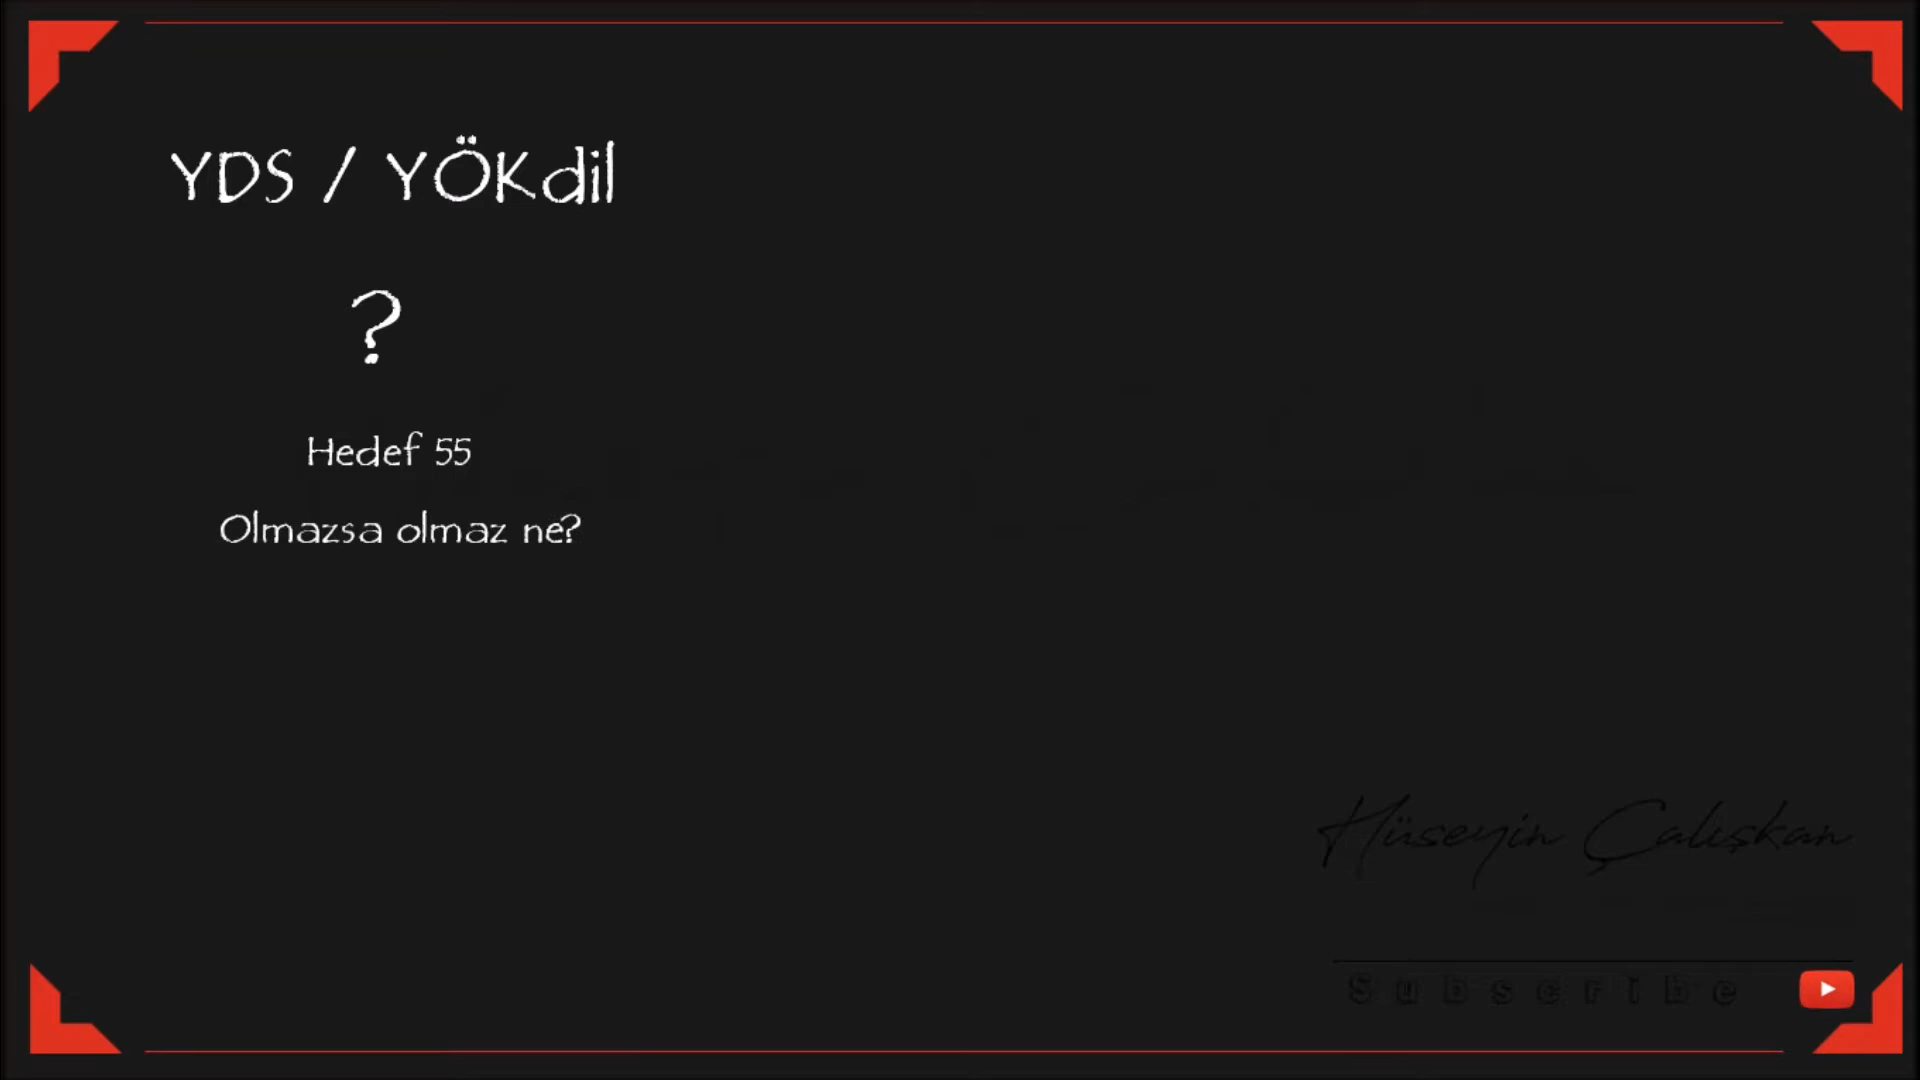 YDS / YÖKdil
?
Hedef 55
Olmazsa olmaz ne?
Hüseyin Çalışkan
Subscribe